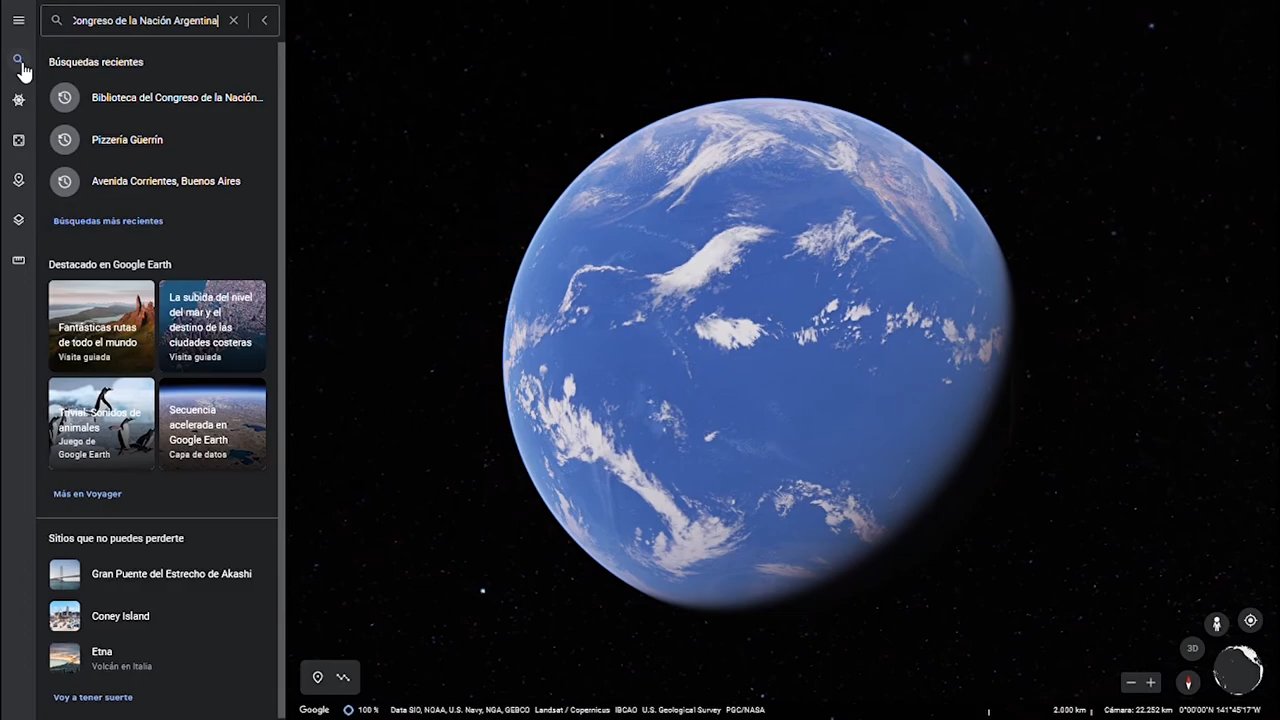 Congreso de la Nación Argentina
Búsquedas recientes
Biblioteca del Congreso de la Nación...
Pizzería Güerrín
Avenida Corrientes, Buenos Aires
Búsquedas más recientes
Destacado en Google Earth
Fantásticas rutas
de todo el mundo
Visita guiada
La subida del nivel
del mar y el
destino de las
ciudades costeras
Visita guiada
Trivial: Sonidos de
animales
Juego de
Google Earth
Secuencia
acelerada en
Google Earth
Capa de datos
Más en Voyager
Sitios que no puedes perderte
Gran Puente del Estrecho de Akashi
Coney Island
Etna
Volcán en Italia
Voy a tener suerte
3D
Google 100 % Data SIO, NOAA, U.S. Navy, NGA, GEBCO Landsat / Copernicus IBCAO U.S. Geological Survey PGC/NASA 2.000 km Cámara: 22.252 km 0°00'00"N 141°45'17"W